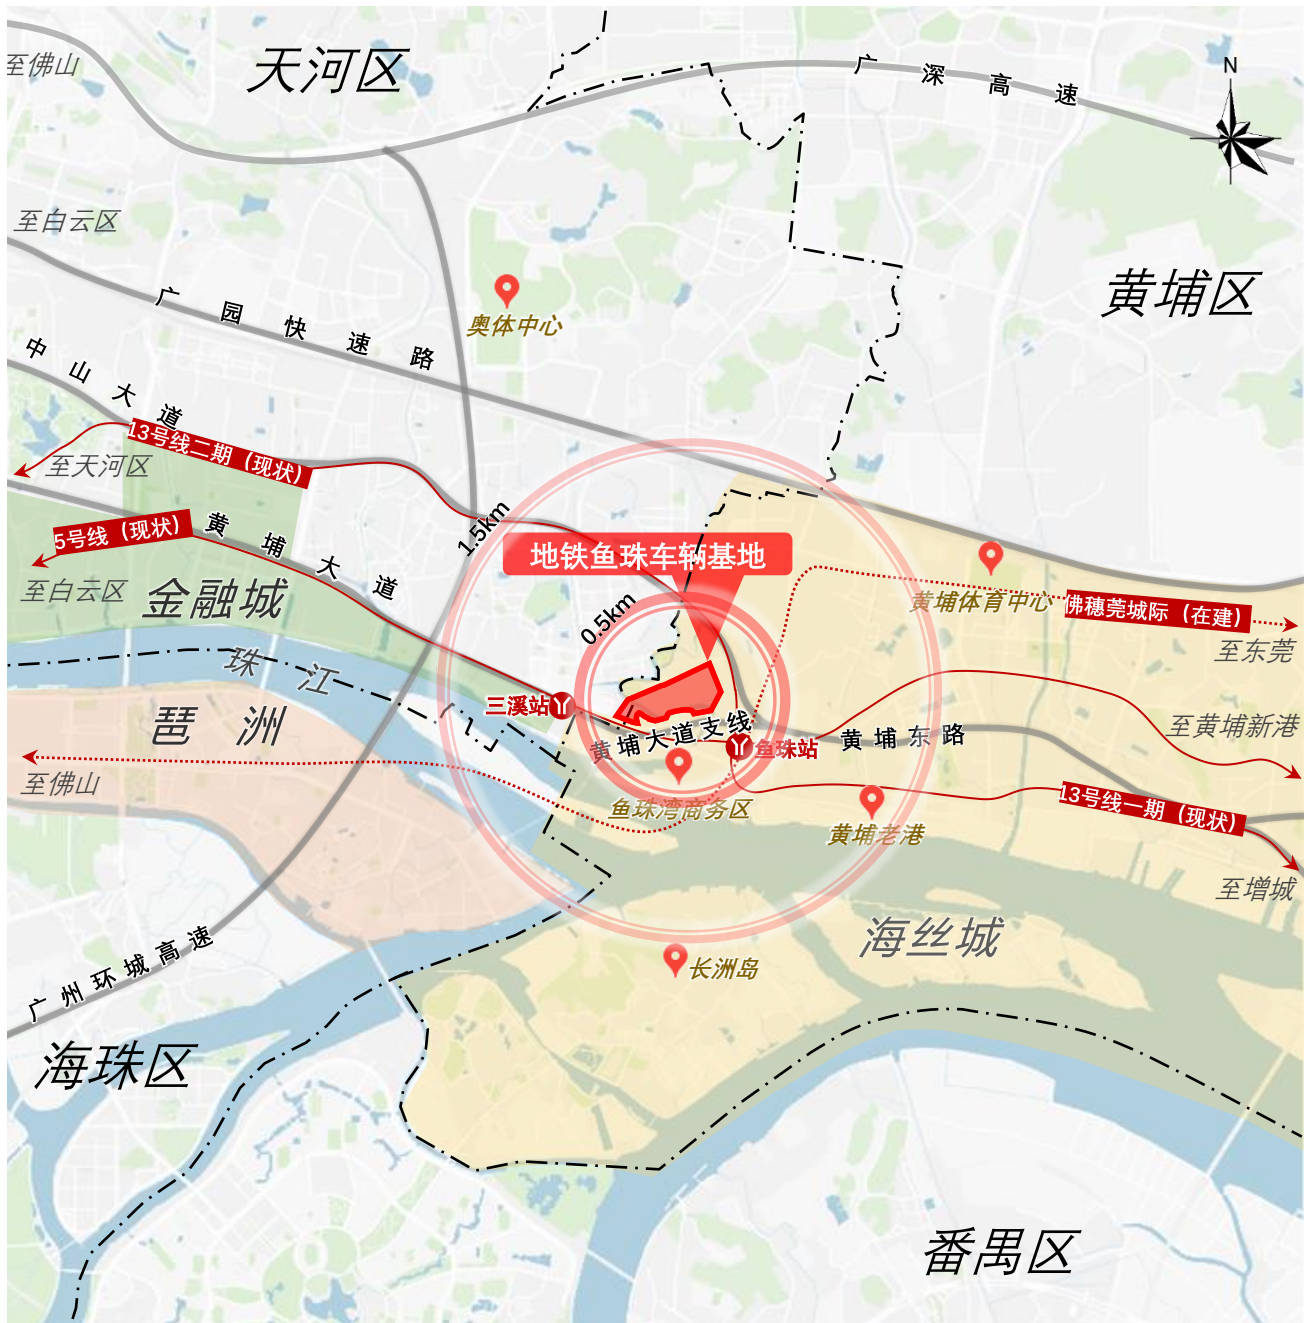 天河区
至佛山
广深高速
N
至白云区
黄埔区
广园快速路
奥体中心
中山大道
13号线二期（现状）
至天河区
5号线（现状）
黄埔大道
1.5km
地铁鱼珠车辆基地
至白云区
金融城
0.5km
黄埔体育中心
佛穗莞城际（在建）
至东莞
珠江
三溪站
琶洲
黄埔大道支线
鱼珠站
黄埔东路
至黄埔新港
至佛山
鱼珠湾商务区
黄埔老港
13号线一期（现状）
至增城
海丝城
长洲岛
广州环城高速
海珠区
番禺区